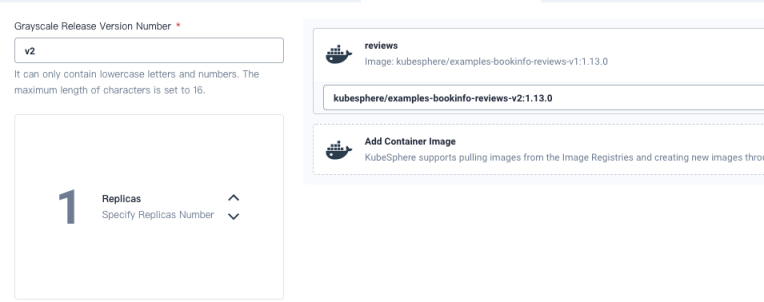 Grayscale Release Version Number *
v2
It can only contain lowercase letters and numbers. The
maximum length of characters is set to 16.
1
Replicas
Specify Replicas Number
reviews
Image: kubesphere/examples-bookinfo-reviews-v1:1.13.0
kubesphere/examples-bookinfo-reviews-v2:1.13.0
Add Container Image
KubeSphere supports pulling images from the Image Registries and creating new images